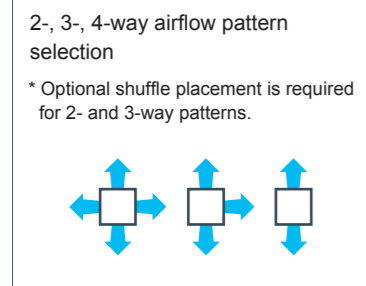 2-, 3-, 4-way airflow pattern
selection
* Optional shuffle placement is required
for 2- and 3-way patterns.